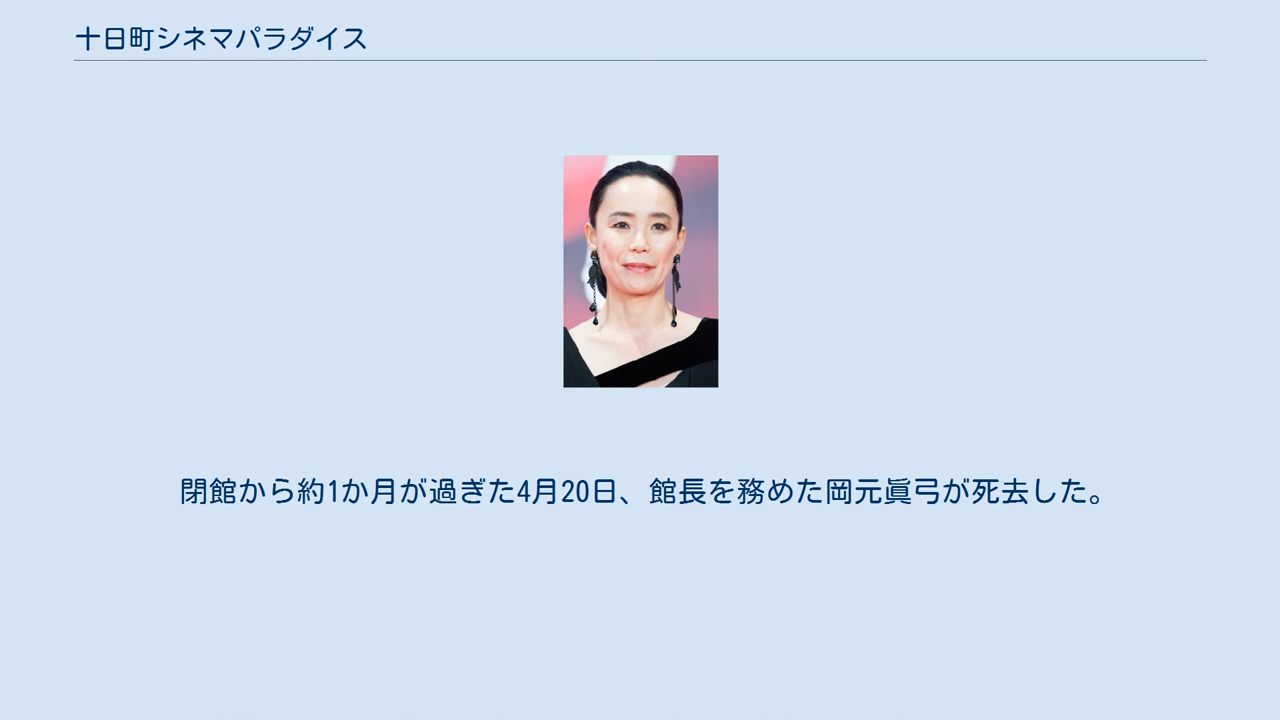 十日町シネマパラダイス
閉館から約1か月が過ぎた4月20日、館長を務めた岡元眞弓が死去した。